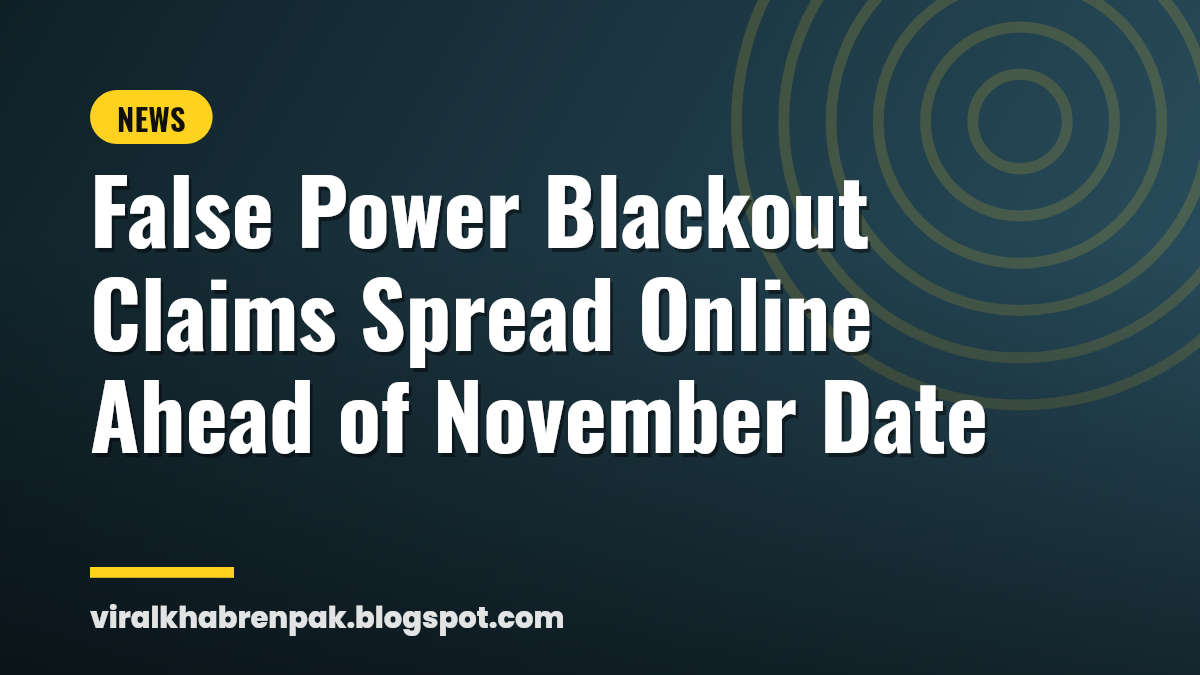 NEWS
False Power Blackout
Claims Spread Online
Ahead of November Date
viralkhabrenpak.blogspot.com